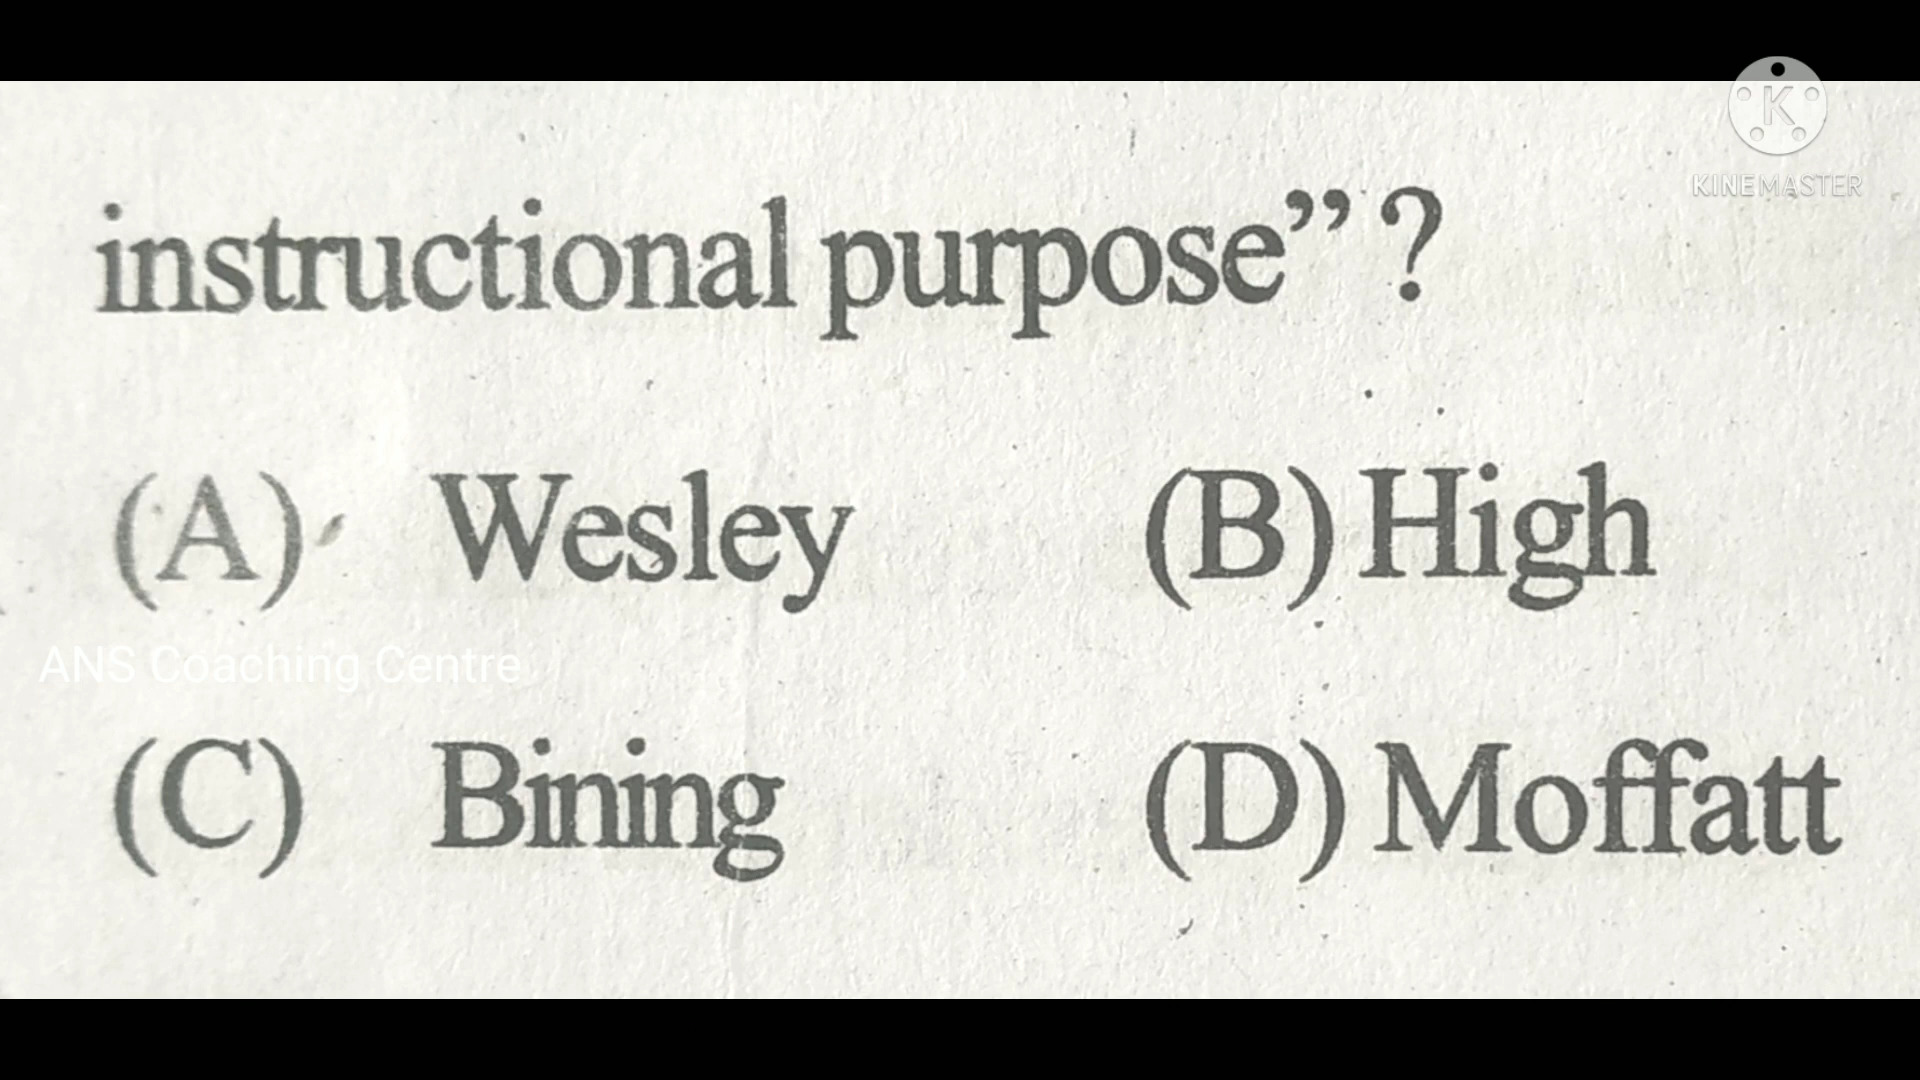 K
KINEMASTER
instructional purpose” ?
(A) Wesley (B) High
ANS Coaching Centre
(C) Bining (D) Moffatt